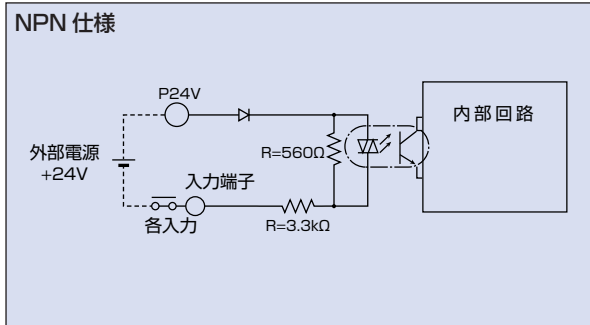 NPN 仕様
P24V
内部回路
外部電源
+24V
R=560Ω
入力端子
各入力
R=3.3kΩ